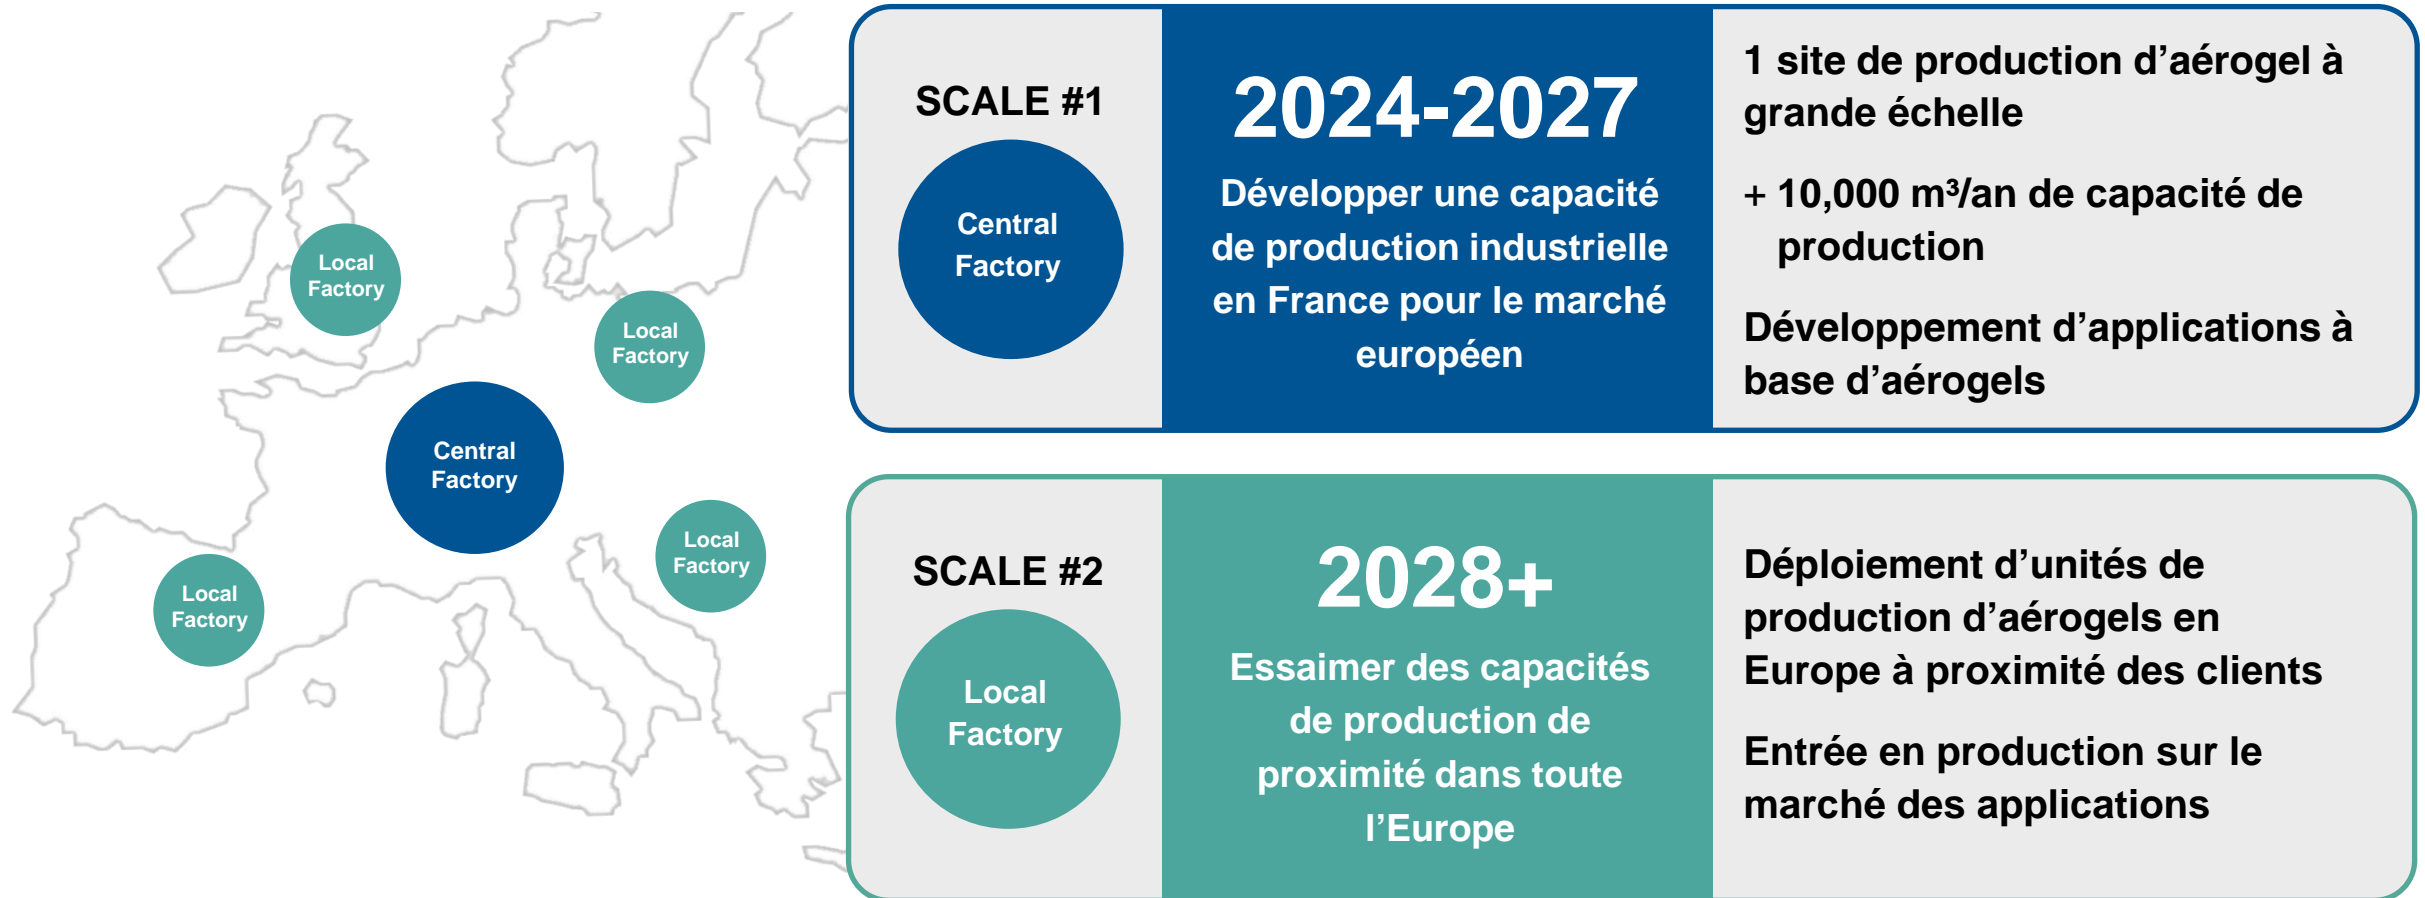 Local
Factory
Local
Factory
Central
Factory
Local
Factory
Local
Factory
SCALE #1
Central
Factory
2024-2027
Développer une capacité
de production industrielle
en France pour le marché
européen
1 site de production d’aérogel à
grande échelle
+ 10,000 m³/an de capacité de
production
Développement d’applications à
base d’aérogels
SCALE #2
Local
Factory
2028+
Essaimer des capacités
de production de
proximité dans toute
l’Europe
Déploiement d’unités de
production d’aérogels en
Europe à proximité des clients
Entrée en production sur le
marché des applications